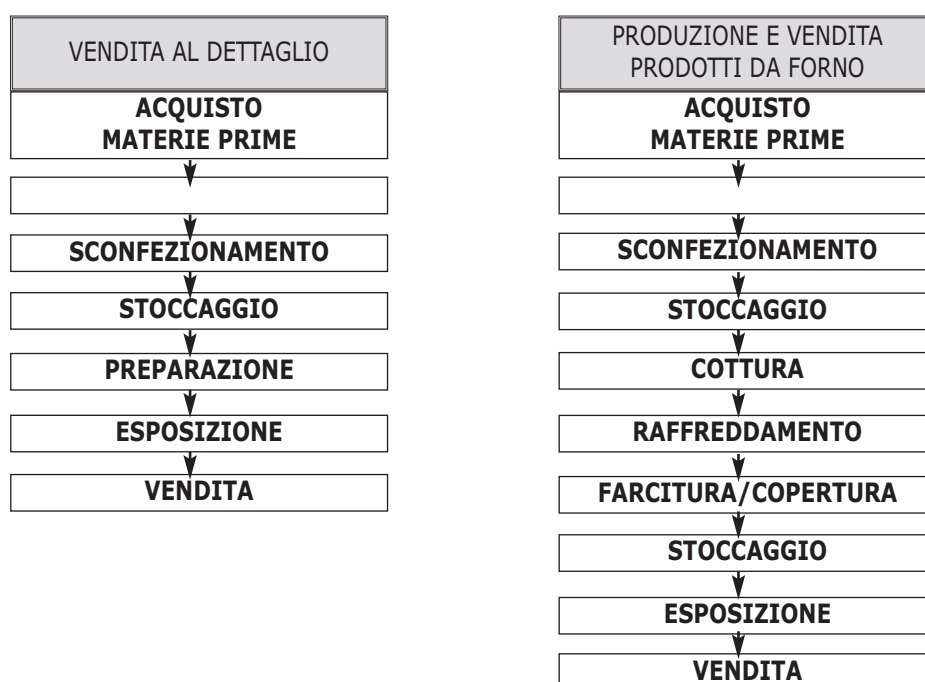 VENDITA AL DETTAGLIO
ACQUISTO
MATERIE PRIME
SCONFEZIONAMENTO
STOCCAGGIO
PREPARAZIONE
ESPOSIZIONE
VENDITA
PRODUZIONE E VENDITA
PRODOTTI DA FORNO
ACQUISTO
MATERIE PRIME
SCONFEZIONAMENTO
STOCCAGGIO
COTTURA
RAFFREDDAMENTO
FARCITURA/COPERTURA
STOCCAGGIO
ESPOSIZIONE
VENDITA